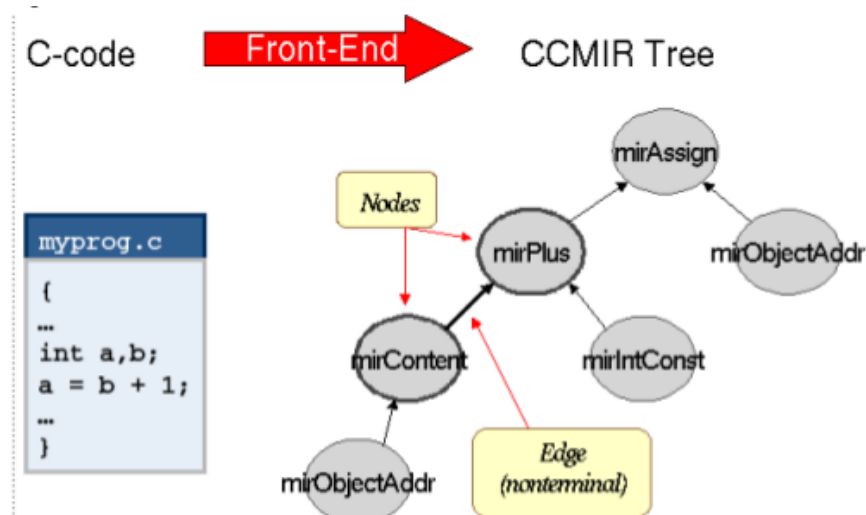 C-code
Front-End
CCMIR Tree
mirAssign
Nodes
mirPlus
mirObjectAddr
myprog.c
{
…
int a,b;
a = b + 1;
…
}
mirContent
mirIntConst
mirObjectAddr
Edge
(nonterminal)